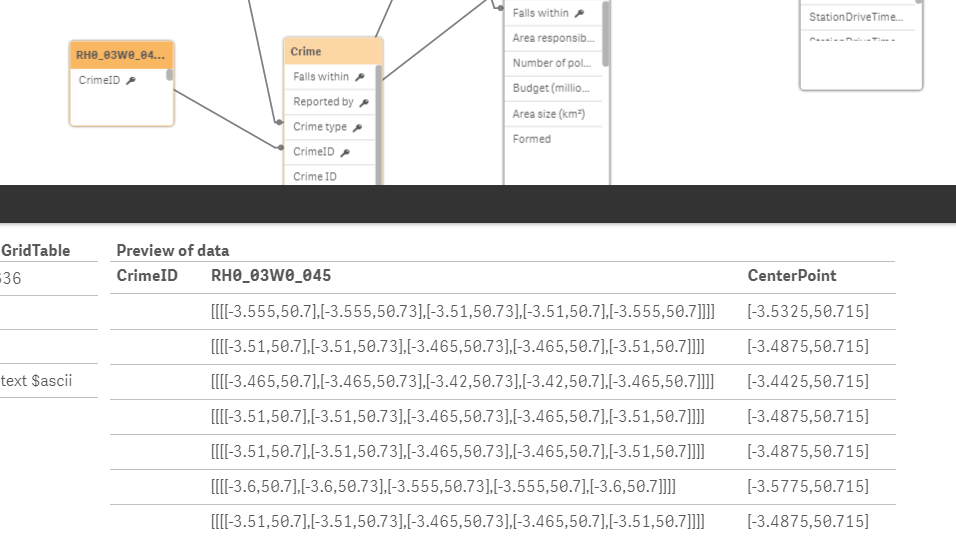 Falls within
StationDriveTime...
Area responsib...
RH0_03W0_04...
Crime
Number of pol...
CrimeID
Falls within
Budget (millio...
Reported by
Area size (km²)
Crime type
Formed
CrimeID
Crime ID
GridTable
Preview of data
636
CrimeID RH0_03W0_045 CenterPoint
[[[[-3.555,50.7],[-3.555,50.73],[-3.51,50.73],[-3.51,50.7],[-3.555,50.7]]]] [-3.5325,50.715]
[[[[-3.51,50.7],[-3.51,50.73],[-3.465,50.73],[-3.465,50.7],[-3.51,50.7]]]] [-3.4875,50.715]
text $ascii
[[[[-3.465,50.7],[-3.465,50.73],[-3.42,50.73],[-3.42,50.7],[-3.465,50.7]]]] [-3.4425,50.715]
[[[[-3.51,50.7],[-3.51,50.73],[-3.465,50.73],[-3.465,50.7],[-3.51,50.7]]]] [-3.4875,50.715]
[[[[-3.51,50.7],[-3.51,50.73],[-3.465,50.73],[-3.465,50.7],[-3.51,50.7]]]] [-3.4875,50.715]
[[[[-3.6,50.7],[-3.6,50.73],[-3.555,50.73],[-3.555,50.7],[-3.6,50.7]]]] [-3.5775,50.715]
[[[[-3.51,50.7],[-3.51,50.73],[-3.465,50.73],[-3.465,50.7],[-3.51,50.7]]]] [-3.4875,50.715]